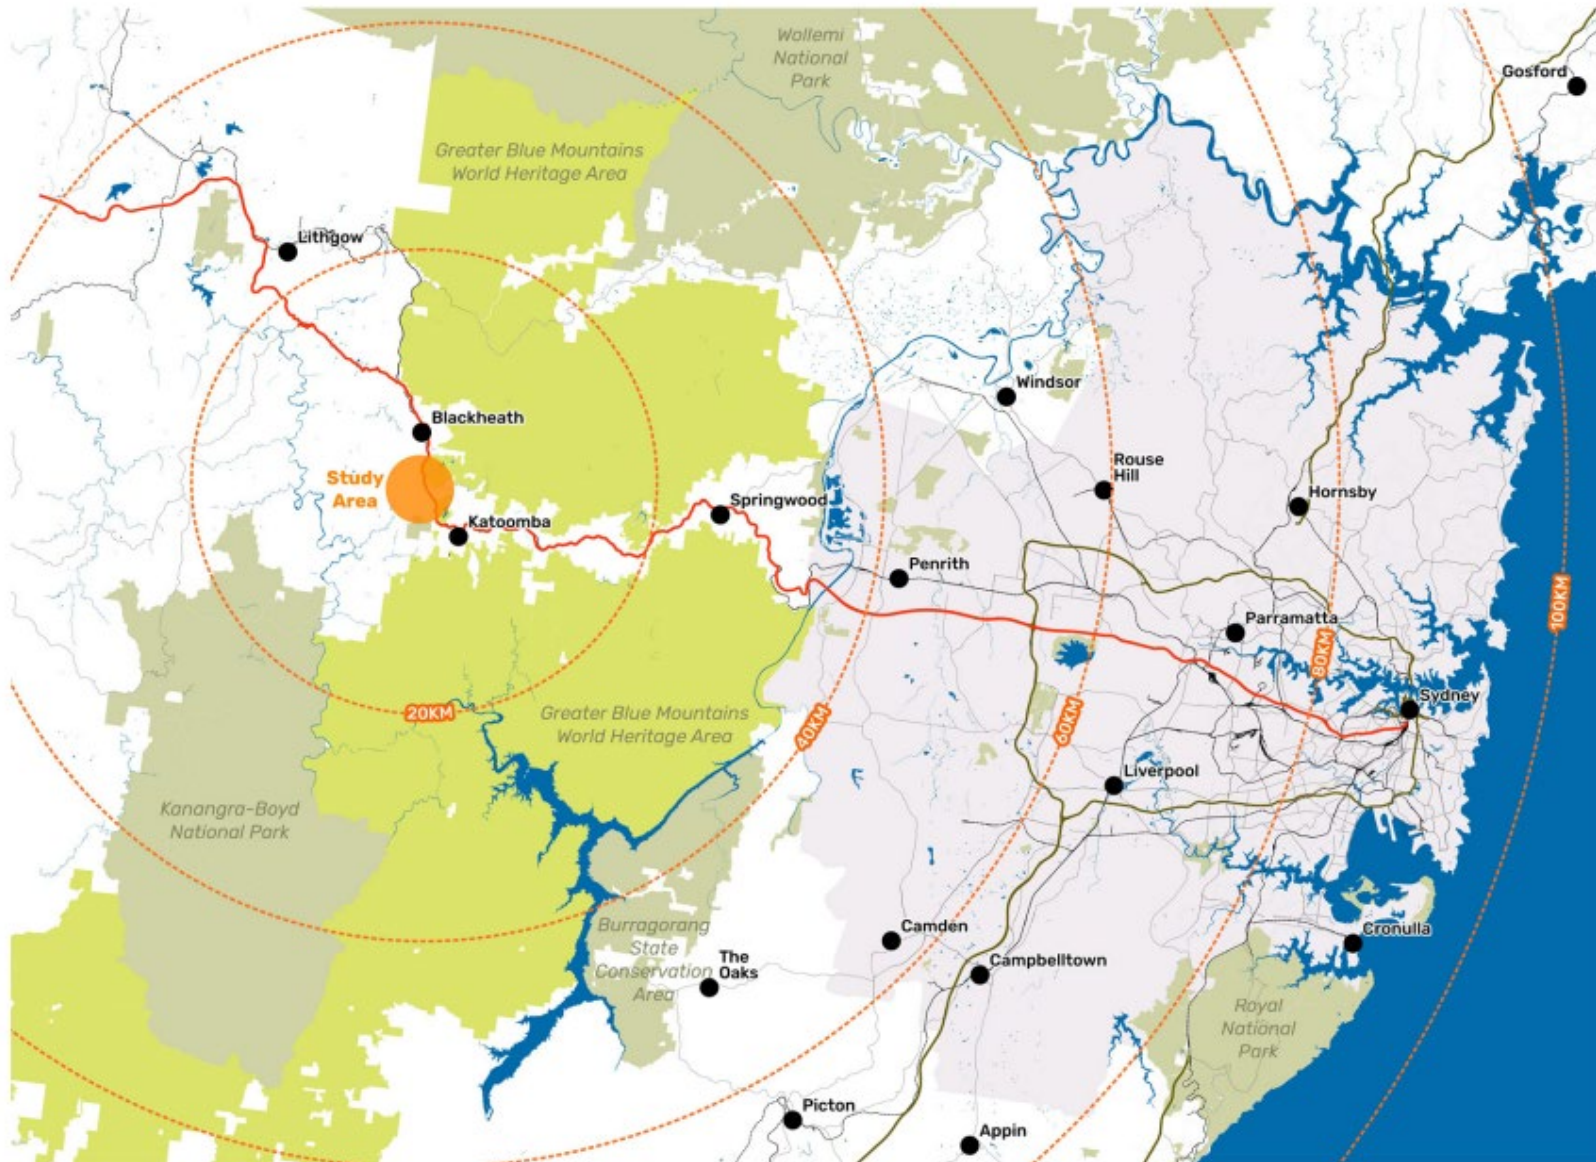 Wollemi
National
Park
Gosford
Greater Blue Mountains
World Heritage Area
Lithgow
Windsor
Blackheath
Rouse
Hill
Study
Area
Springwood
Hornsby
Katoomba
Penrith
Parramatta
100KM
80KM
Sydney
20KM
Greater Blue Mountains
World Heritage Area
40KM
60KM
Liverpool
Kanangra-Boyd
National Park
Burragorang
State
Conservation
Area
The
Oaks
Camden
Cronulla
Campbelltown
Royal
National
Park
Picton
Appin